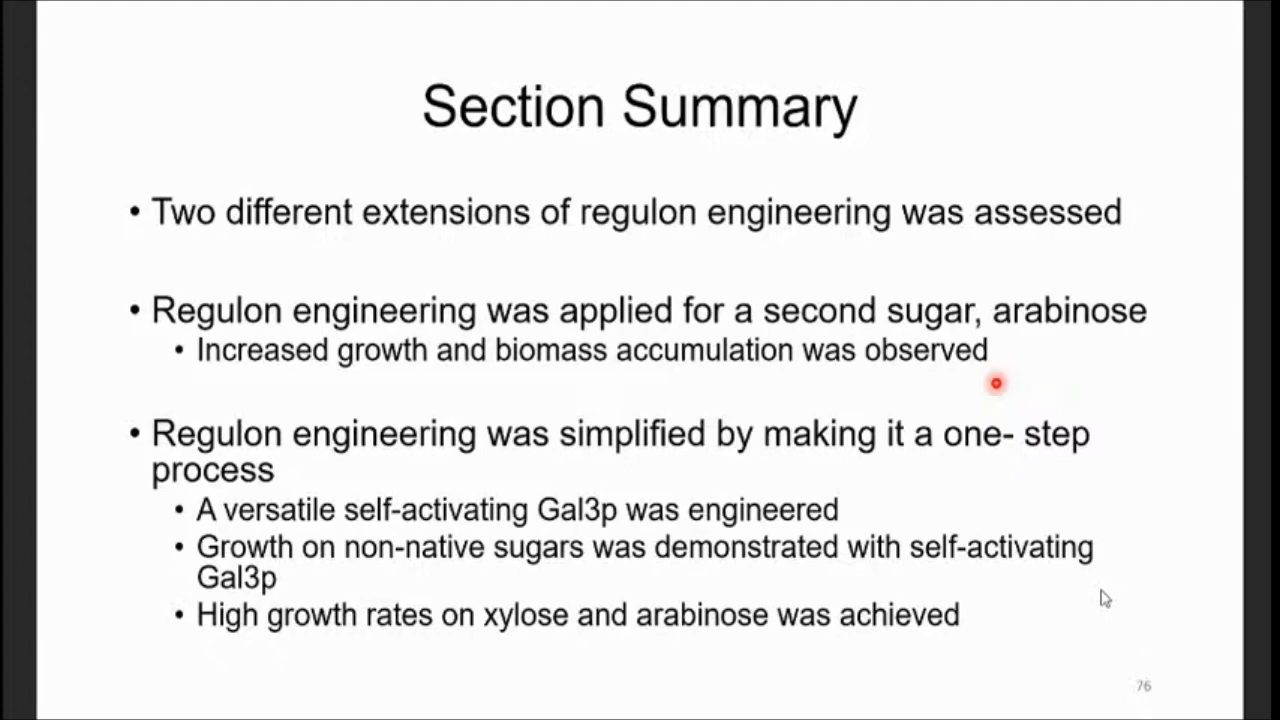 Section Summary
• Two different extensions of regulon engineering was assessed
• Regulon engineering was applied for a second sugar, arabinose
• Increased growth and biomass accumulation was observed
• Regulon engineering was simplified by making it a one- step
process
• A versatile self-activating Gal3p was engineered
• Growth on non-native sugars was demonstrated with self-activating
Gal3p
• High growth rates on xylose and arabinose was achieved
76